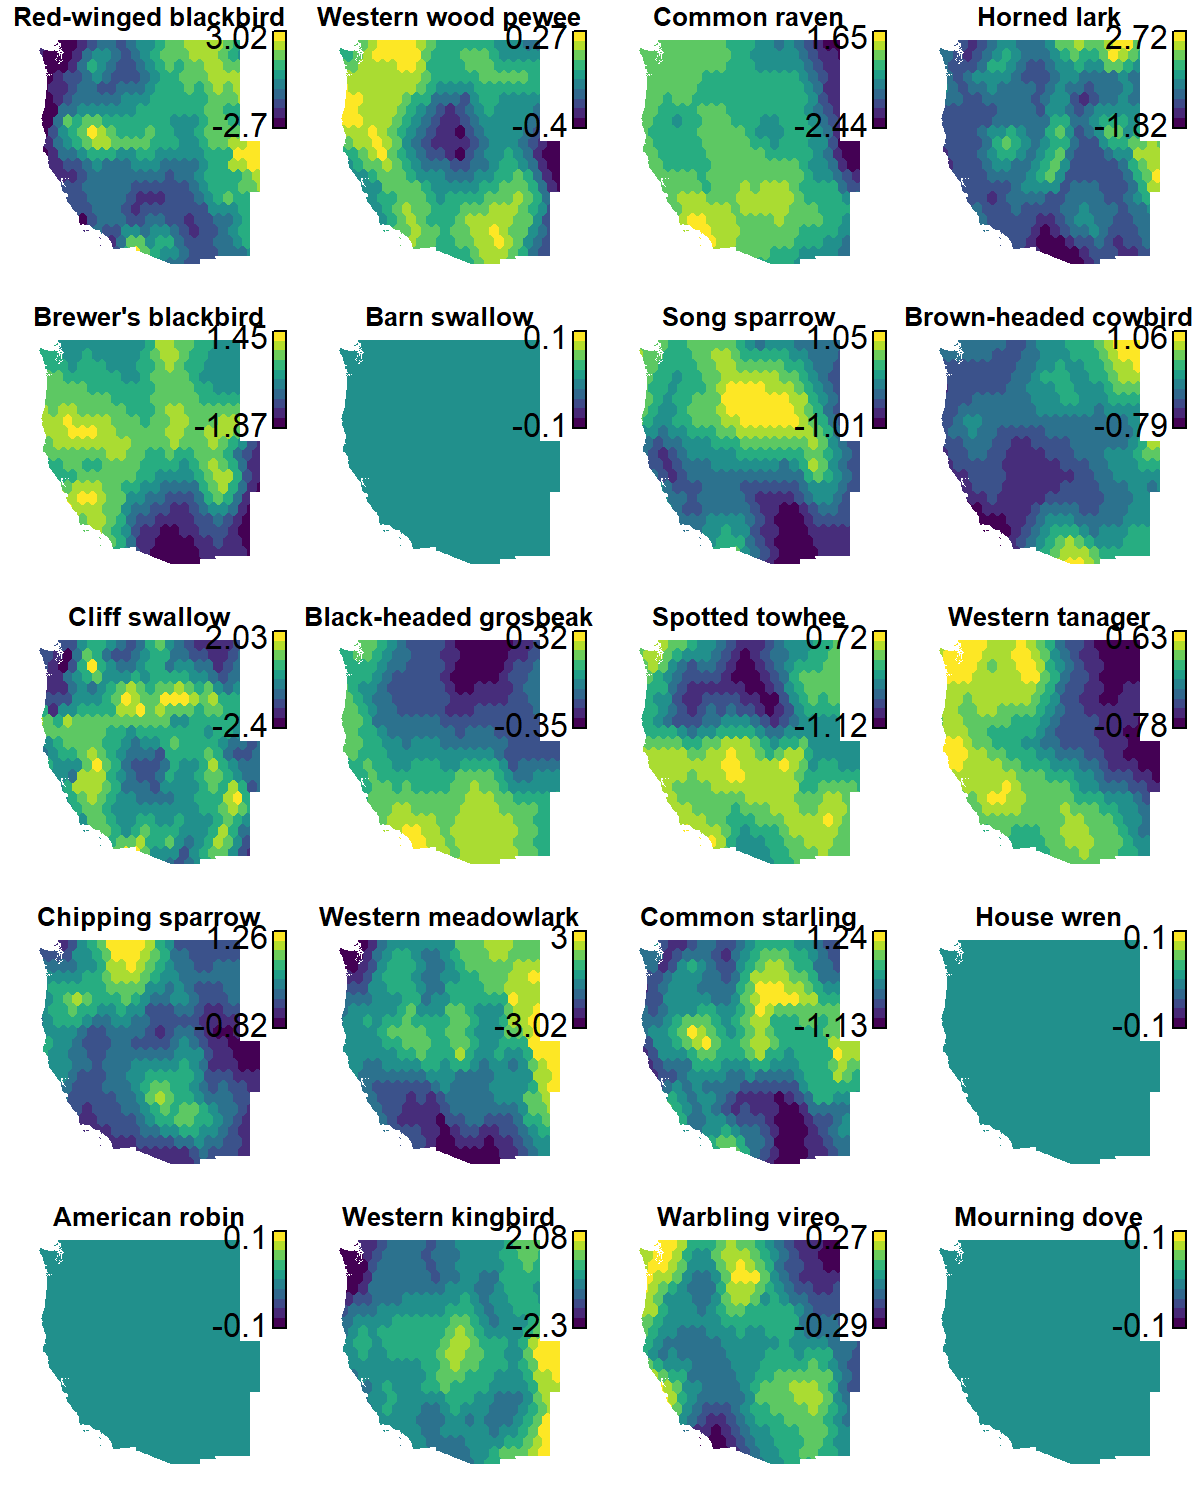 Red-winged blackbird
3.02
-2.7
Western wood pewee
0.27
-0.4
Common raven
1.65
-2.44
Horned lark
2.72
-1.82
Brewer's blackbird
1.45
-1.87
Barn swallow
0.1
-0.1
Song sparrow
1.05
-1.01
Brown-headed cowbird
1.06
-0.79
Cliff swallow
2.03
-2.4
Black-headed grosbeak
0.32
-0.35
Spotted towhee
0.72
-1.12
Western tanager
0.63
-0.78
Chipping sparrow
1.26
-0.82
Western meadowlark
3
-3.02
Common starling
1.24
-1.13
House wren
0.1
-0.1
American robin
0.1
-0.1
Western kingbird
2.08
-2.3
Warbling vireo
0.27
-0.29
Mourning dove
0.1
-0.1